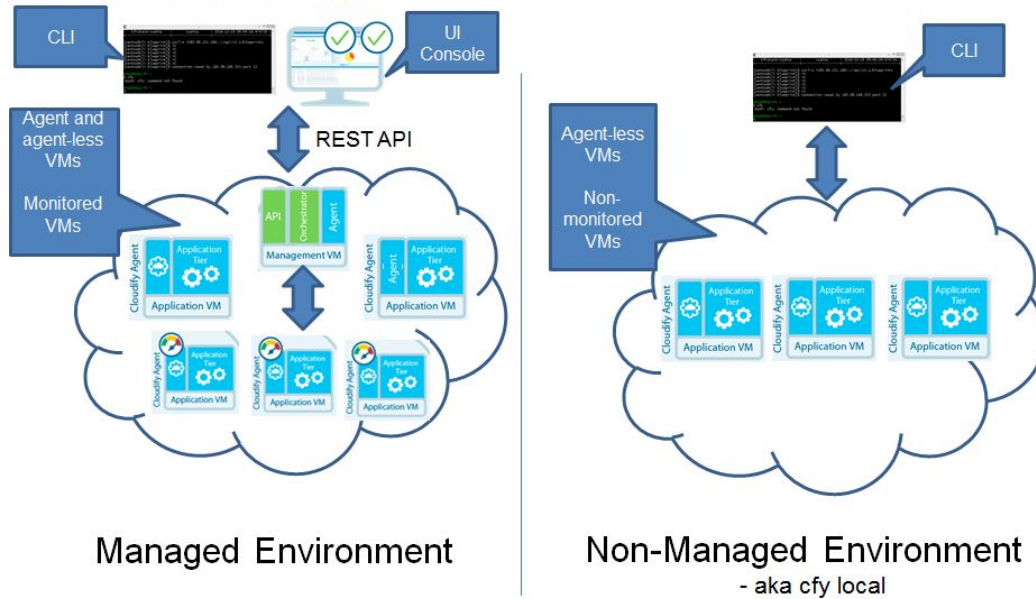 CLI
UI
Console
REST API
Agent and
agent-less
VMs
Monitored
VMs
API
Orchestrator
Agent
Management VM
Cloudify Agent
Application
Tier
Application VM
Cloudify Agent
Agent
Application
Tier
Application VM
Cloudify Agent
Application
Tier
Application VM
Cloudify Agent
Application
Tier
Application VM
Cloudify Agent
Application
Tier
Application VM
Managed Environment
CLI
Agent-less
VMs
Non-
monitored
VMs
Cloudify Agent
Application
Tier
Application VM
Cloudify Agent
Application
Tier
Application VM
Cloudify Agent
Application
Tier
Application VM
Non-Managed Environment
- aka cfy local